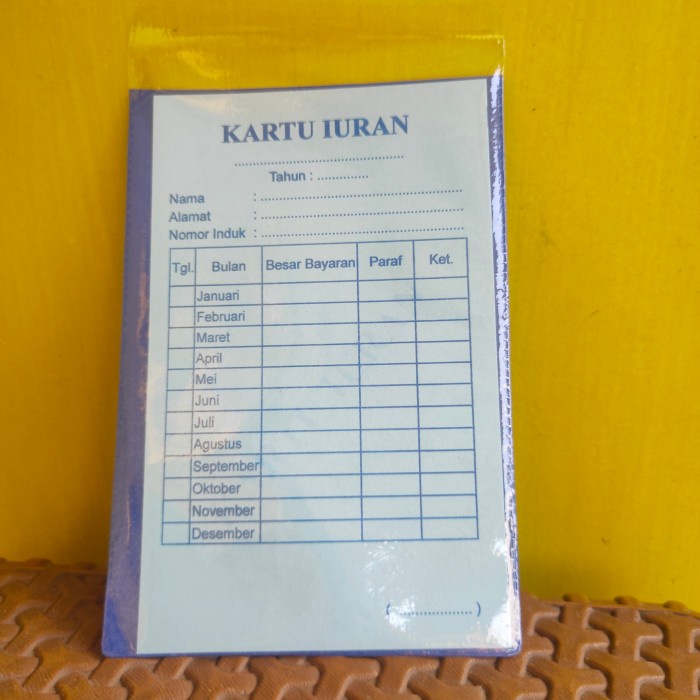 KARTU IURAN
................................................
Tahun : ..............
Nama : ........................................................
Alamat : ........................................................
Nomor Induk : ........................................................
Tgl. Bulan Besar Bayaran Paraf Ket.
Januari
Februari
Maret
April
Mei
Juni
Juli
Agustus
September
Oktober
November
Desember
(.....................)